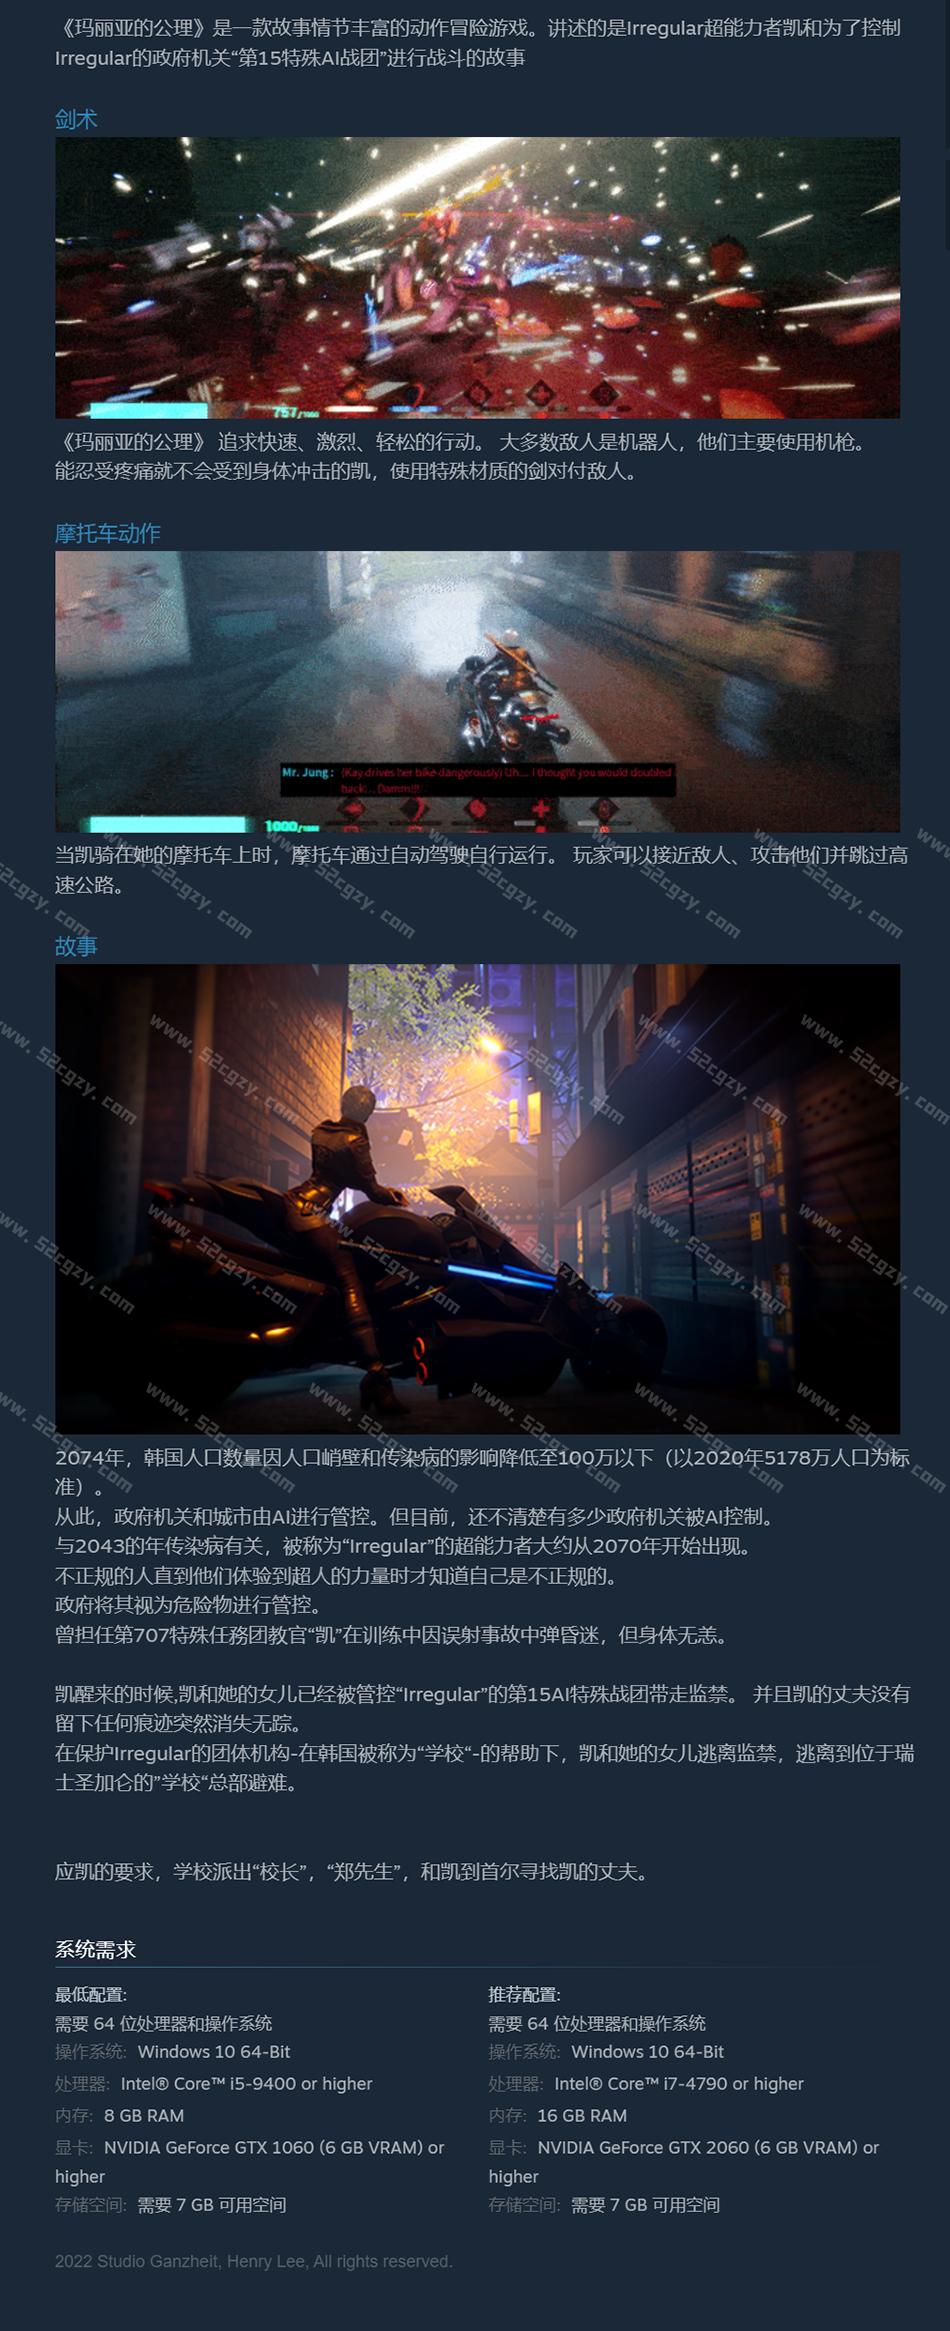 《玛丽亚的公理》是一款故事情节丰富的动作冒险游戏。讲述的是Irregular超能力者凯和为了控制
Irregular的政府机关“第15特殊AI战团”进行战斗的故事
剑术
757/1000
《玛丽亚的公理》 追求快速、激烈、轻松的行动。 大多数敌人是机器人，他们主要使用机枪。
能忍受疼痛就不会受到身体冲击的凯，使用特殊材质的剑对付敌人。
摩托车动作
Mr. Jung : (Kay drives her bike dangerously) Uh... I thought you would doubled
back... Damm!!!
1000/1000
当凯骑在她的摩托车上时，摩托车通过自动驾驶自行运行。 玩家可以接近敌人、攻击他们并跳过高
速公路。
故事
www.52cgzy.com
2074年，韩国人口数量因人口峭壁和传染病的影响降低至100万以下（以2020年5178万人口为标
准）。
从此，政府机关和城市由AI进行管控。但目前，还不清楚有多少政府机关被AI控制。
与2043的年传染病有关，被称为“Irregular”的超能力者大约从2070年开始出现。
不正规的人直到他们体验到超人的力量时才知道自己是不正规的。
政府将其视为危险物进行管控。
曾担任第707特殊任務团教官“凯”在训练中因误射事故中弹昏迷，但身体无恙。
凯醒来的时候,凯和她的女儿已经被管控“Irregular”的第15AI特殊战团带走监禁。 并且凯的丈夫没有
留下任何痕迹突然消失无踪。
在保护Irregular的团体机构-在韩国被称为“学校“-的帮助下，凯和她的女儿逃离监禁，逃离到位于瑞
士圣加仑的”学校“总部避难。
应凯的要求，学校派出“校长”，“郑先生”，和凯到首尔寻找凯的丈夫。
系统需求
最低配置:
需要 64 位处理器和操作系统
操作系统: Windows 10 64-Bit
处理器: Intel® Core™ i5-9400 or higher
内存: 8 GB RAM
显卡: NVIDIA GeForce GTX 1060 (6 GB VRAM) or
higher
存储空间: 需要 7 GB 可用空间
推荐配置:
需要 64 位处理器和操作系统
操作系统: Windows 10 64-Bit
处理器: Intel® Core™ i7-4790 or higher
内存: 16 GB RAM
显卡: NVIDIA GeForce GTX 2060 (6 GB VRAM) or
higher
存储空间: 需要 7 GB 可用空间
2022 Studio Ganzheit, Henry Lee, All rights reserved.